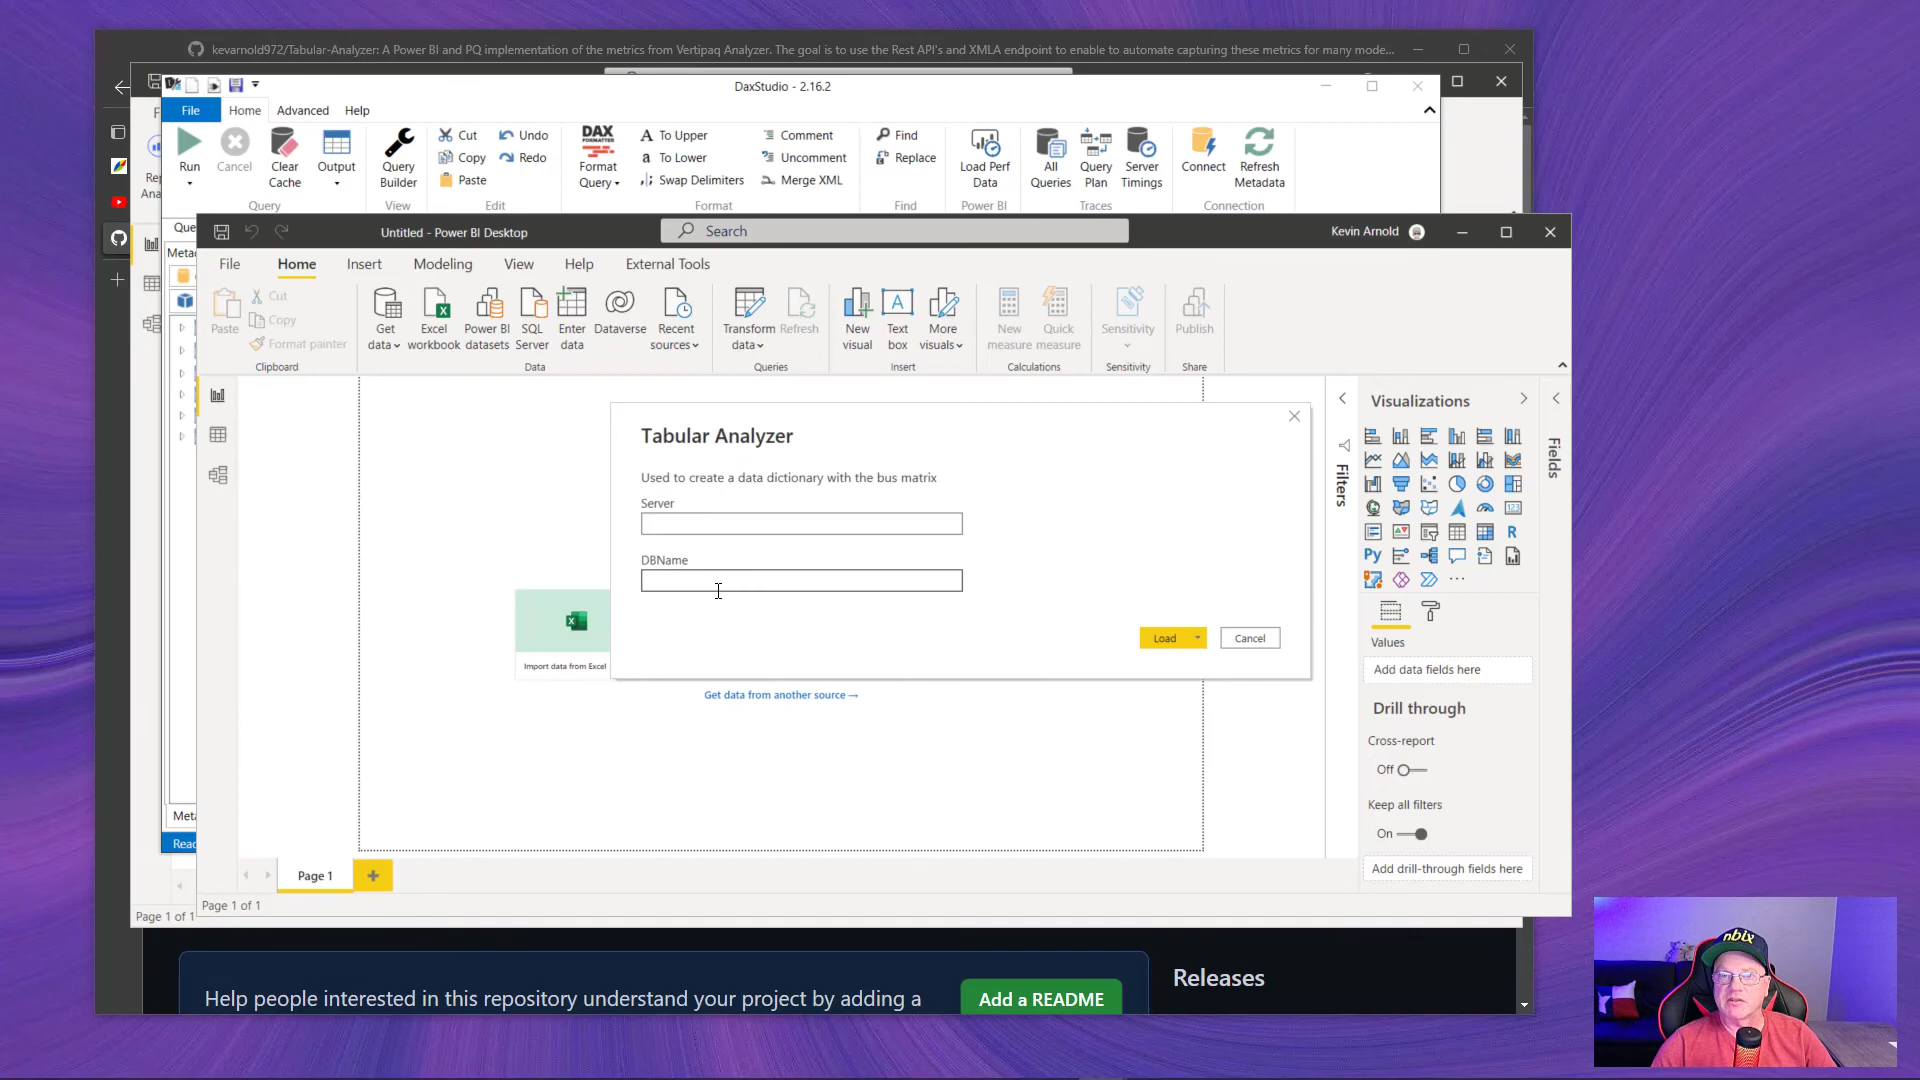 kevarnold972/Tabular-Analyzer: A Power BI and PQ implementation of the metrics from Vertipaq Analyzer. The goal is to use the Rest API's and XMLA endpoint to enable to automate capturing these metrics for many mode...
DaxStudio - 2.16.2
File Home Advanced Help
Run
Cancel
Clear Cache
Output
Query
Query Builder
View
Cut
Copy
Paste
Undo
Redo
Edit
DAX FORMATTER
Format Query
To Upper
To Lower
Swap Delimiters
Comment
Uncomment
Merge XML
Format
Find
Replace
Find
Load Perf Data
Power BI
All Queries
Query Plan
Server Timings
Traces
Connect
Refresh Metadata
Connection
F
Rep
Ana
Que
Meta
Meta
Read
Untitled - Power BI Desktop
Search
Kevin Arnold
File Home Insert Modeling View Help External Tools
Paste
Cut
Copy
Format painter
Clipboard
Get data
Excel workbook
Power BI datasets
SQL Server
Enter data
Dataverse
Recent sources
Data
Transform data
Refresh
Queries
New visual
Text box
More visuals
Insert
New measure
Quick measure
Calculations
Sensitivity
Sensitivity
Publish
Share
Tabular Analyzer
Used to create a data dictionary with the bus matrix
Server
DBName
Load
Cancel
Import data from Excel
Get data from another source →
Filters
Visualizations
Fields
123
R
Py
...
Values
Add data fields here
Drill through
Cross-report
Off
Keep all filters
On
Add drill-through fields here
Page 1
Page 1 of 1
Page 1 of 1
Help people interested in this repository understand your project by adding a
Add a README
Releases
nbix